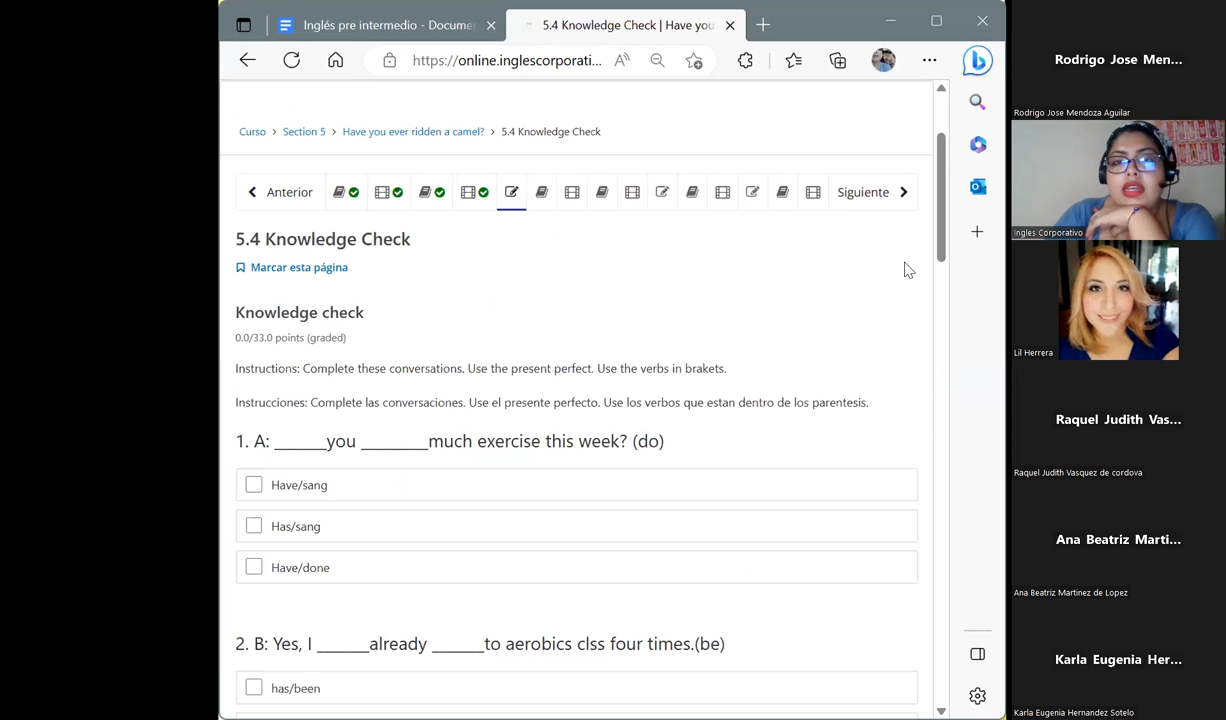 Inglés pre intermedio - Docume
5.4 Knowledge Check | Have you
https://online.inglescorporati...
Curso > Section 5 > Have you ever ridden a camel? > 5.4 Knowledge Check
Anterior
Siguiente
5.4 Knowledge Check
Marcar esta página
Knowledge check
0.0/33.0 points (graded)
Instructions: Complete these conversations. Use the present perfect. Use the verbs in brakets.
Instrucciones: Complete las conversaciones. Use el presente perfecto. Use los verbos que estan dentro de los parentesis.
1. A: ______you ________much exercise this week? (do)
Have/sang
Has/sang
Have/done
2. B: Yes, I ______already ______to aerobics clss four times.(be)
has/been
Rodrigo Jose Men...
Rodrigo Jose Mendoza Aguilar
Ingles Corporativo
Lil Herrera
Raquel Judith Vas...
Raquel Judith Vasquez de cordova
Ana Beatriz Marti...
Ana Beatriz Martinez de Lopez
Karla Eugenia Her...
Karla Eugenia Hernandez Sotelo